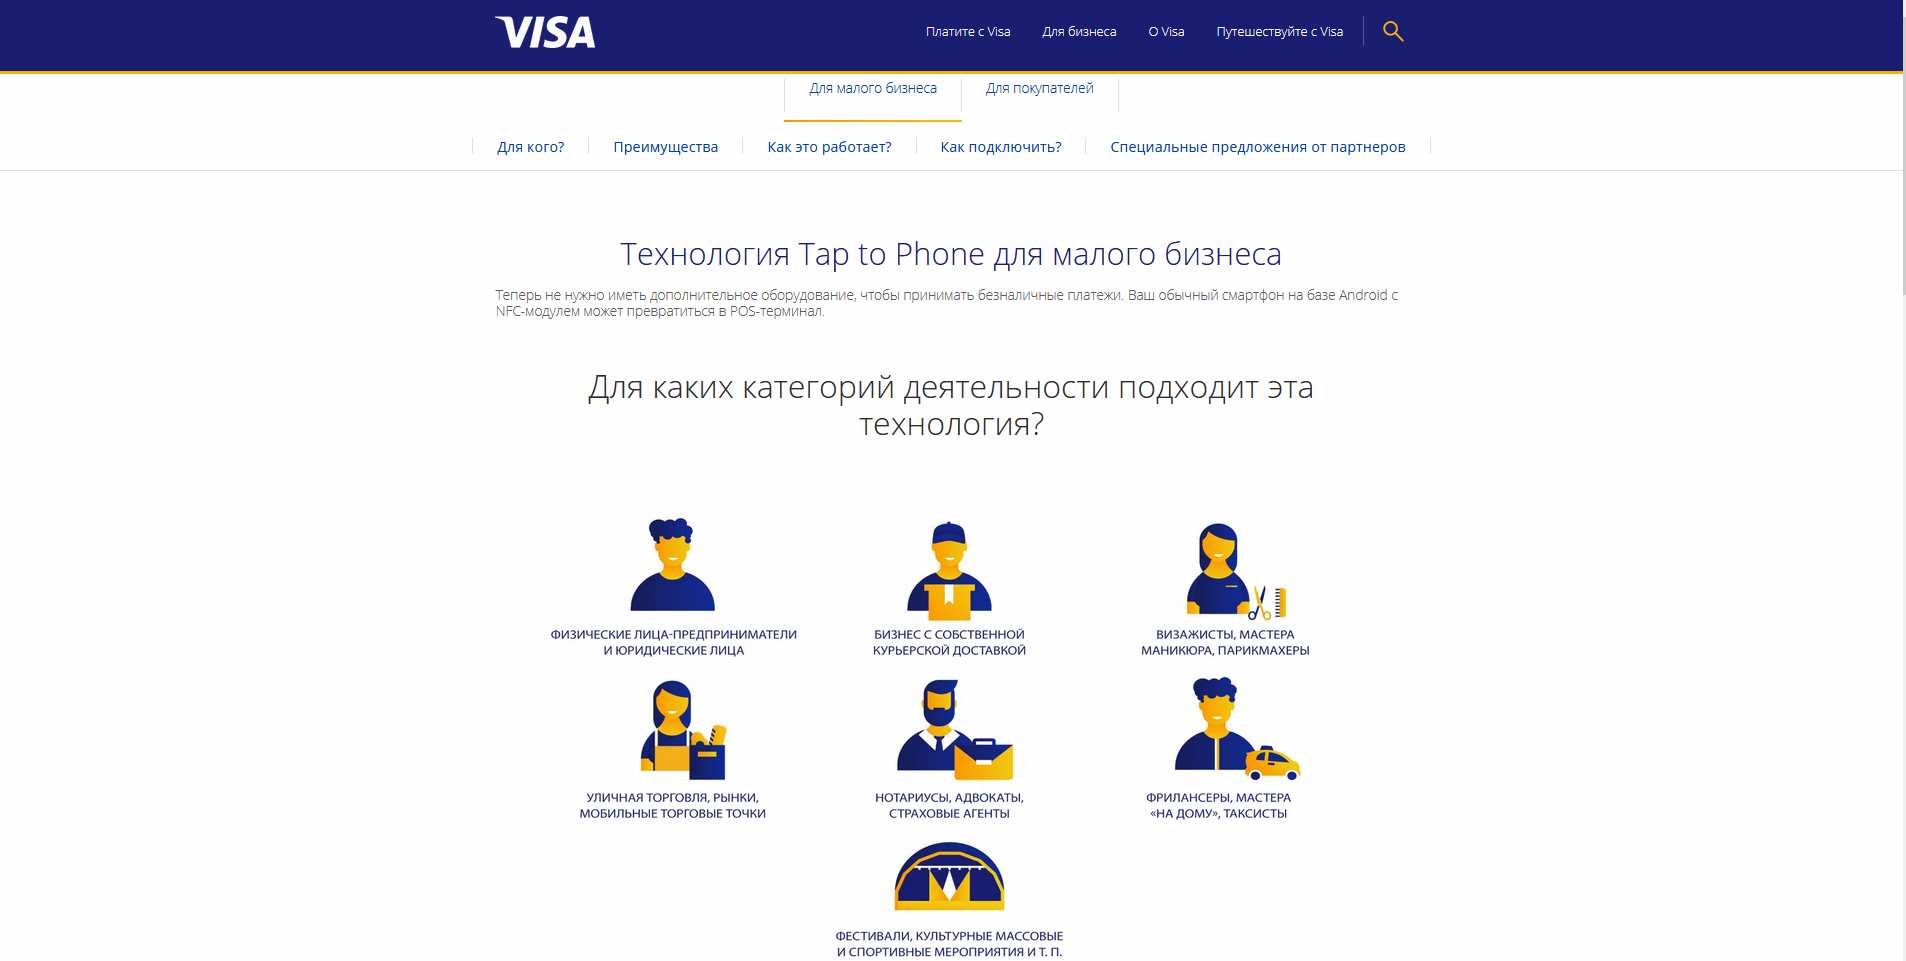 VISA
Платите с Visa
Для бизнеса
О Visa
Путешествуйте с Visa
Для малого бизнеса
Для покупателей
Для кого?
Преимущества
Как это работает?
Как подключить?
Специальные предложения от партнеров
Технология Tap to Phone для малого бизнеса
Теперь не нужно иметь дополнительное оборудование, чтобы принимать безналичные платежи. Ваш обычный смартфон на базе Android с
NFC-модулем может превратиться в POS-терминал.
Для каких категорий деятельности подходит эта
технология?
ФИЗИЧЕСКИЕ ЛИЦА-ПРЕДПРИНИМАТЕЛИ
И ЮРИДИЧЕСКИЕ ЛИЦА
БИЗНЕС С СОБСТВЕННОЙ
КУРЬЕРСКОЙ ДОСТАВКОЙ
ВИЗАЖИСТЫ, МАСТЕРА
МАНИКЮРА, ПАРИКМАХЕРЫ
УЛИЧНАЯ ТОРГОВЛЯ, РЫНКИ,
МОБИЛЬНЫЕ ТОРГОВЫЕ ТОЧКИ
НОТАРИУСЫ, АДВОКАТЫ,
СТРАХОВЫЕ АГЕНТЫ
ФРИЛАНСЕРЫ, МАСТЕРА
«НА ДОМУ», ТАКСИСТЫ
ФЕСТИВАЛИ, КУЛЬТУРНЫЕ МАССОВЫЕ
И СПОРТИВНЫЕ МЕРОПРИЯТИЯ И Т. П.